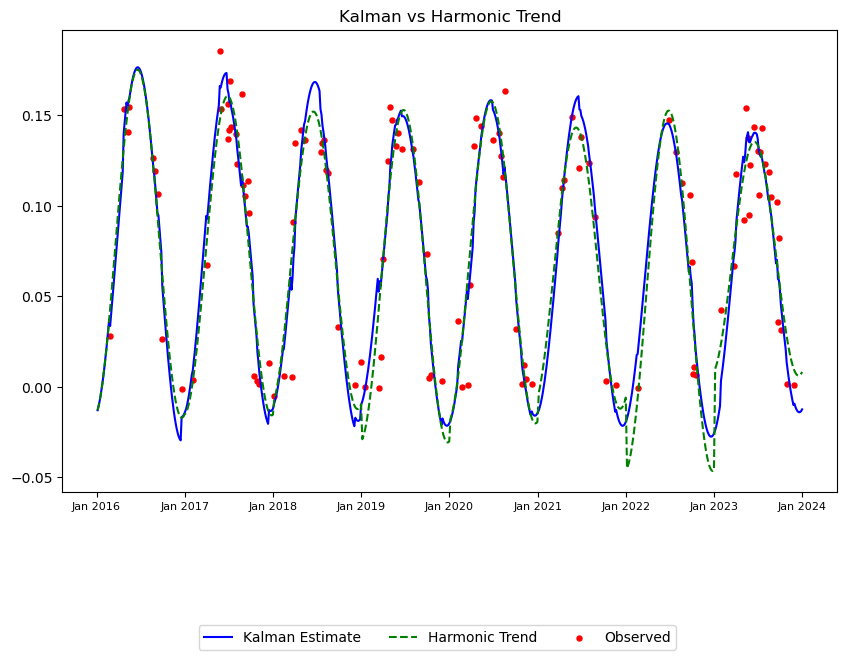 Kalman vs Harmonic Trend
0.15
0.10
0.05
0.00
−0.05
Jan 2016 Jan 2017 Jan 2018 Jan 2019 Jan 2020 Jan 2021 Jan 2022 Jan 2023 Jan 2024
Kalman Estimate Harmonic Trend Observed